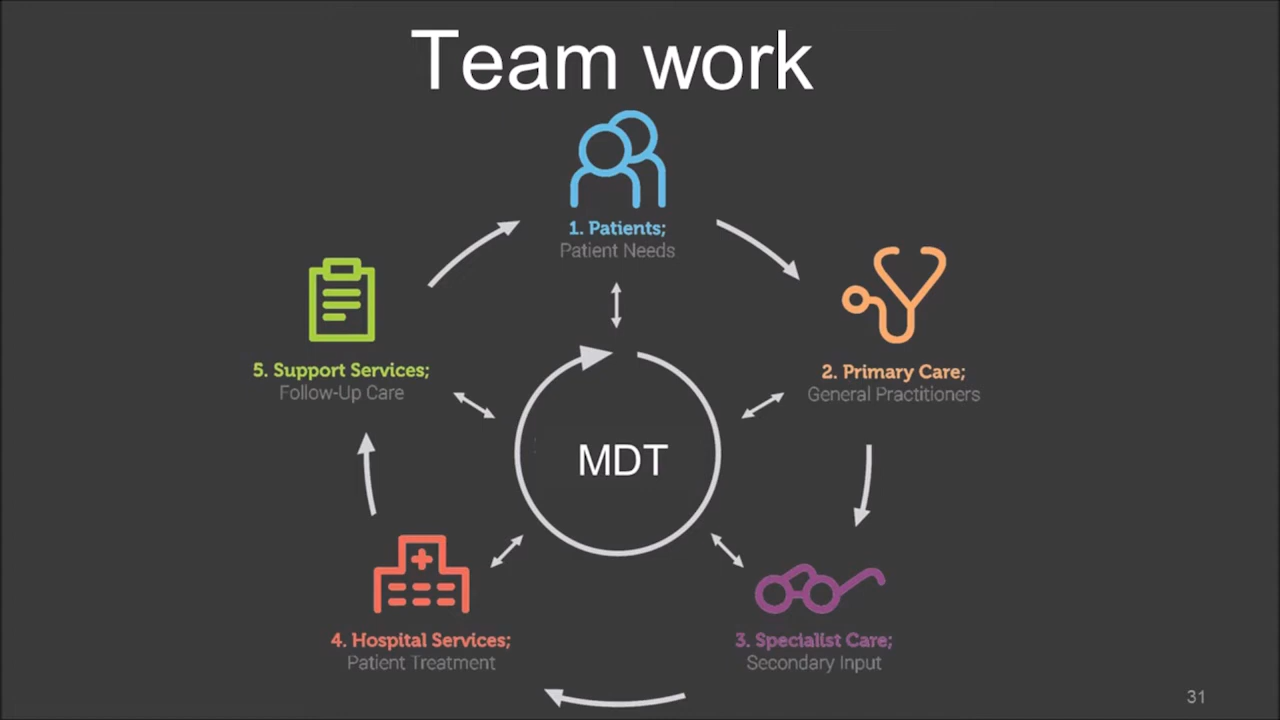 Team work
1. Patients;
Patient Needs
2. Primary Care;
General Practitioners
3. Specialist Care;
Secondary Input
4. Hospital Services;
Patient Treatment
5. Support Services;
Follow-Up Care
MDT
31